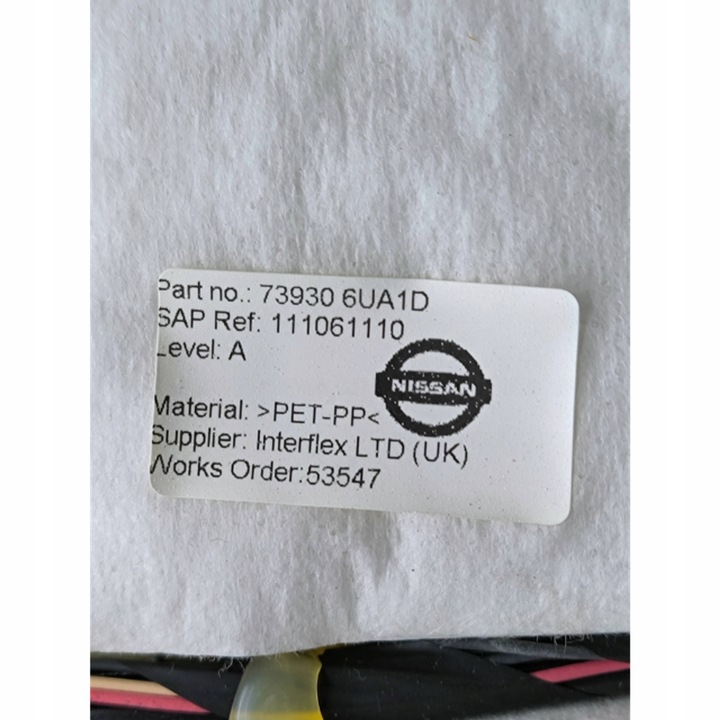 Part no.: 73930 6UA1D
SAP Ref: 111061110
Level: A
NISSAN
Material: >PET-PP<
Supplier: Interflex LTD (UK)
Works Order:53547